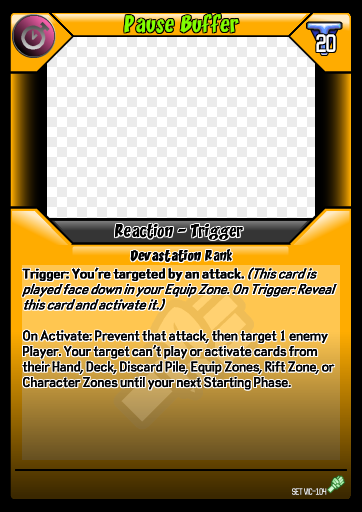 Pause Buffer
20
Reaction - Trigger
Devastation Rank
Trigger: You're targeted by an attack. (This card is
played face down in your Equip Zone. On Trigger: Reveal
this card and activate it.)
On Activate: Prevent that attack, then target 1 enemy
Player. Your target can't play or activate cards from
their Hand, Deck, Discard Pile, Equip Zones, Rift Zone, or
Character Zones until your next Starting Phase.
SET VIC-104